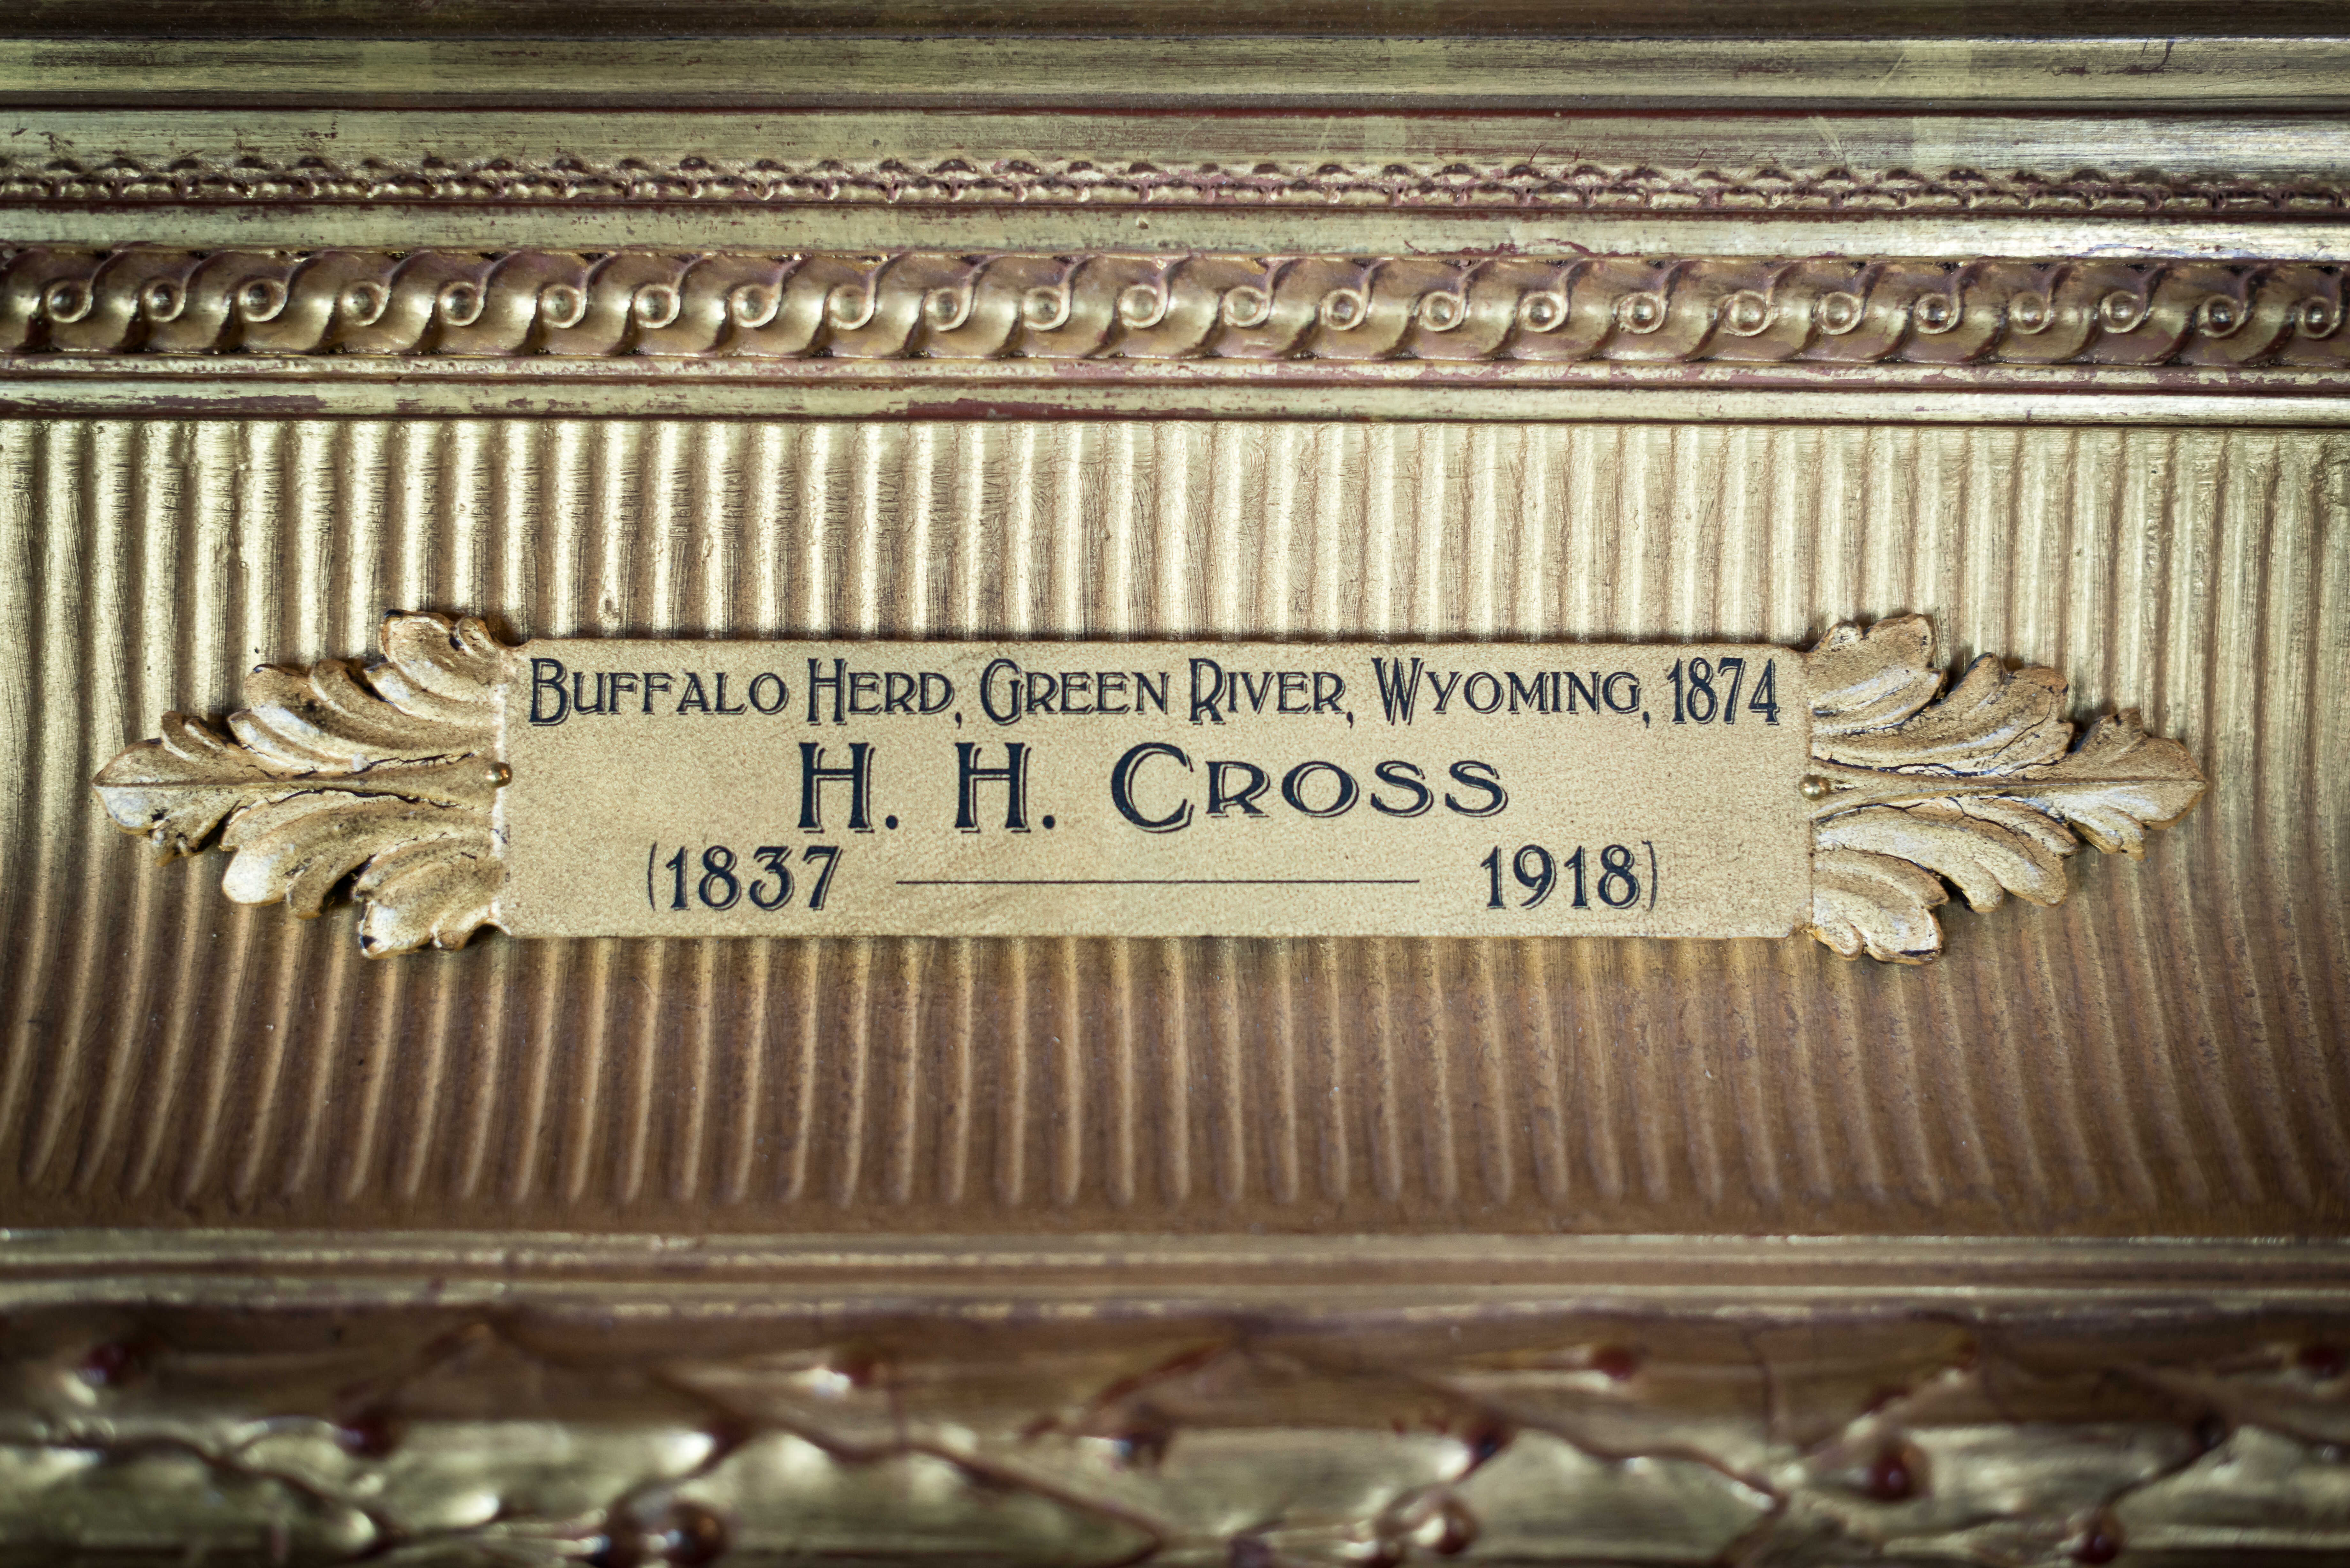 Buffalo Herd, Green River, Wyoming, 1874
H. H. Cross
(1837 — 1918)